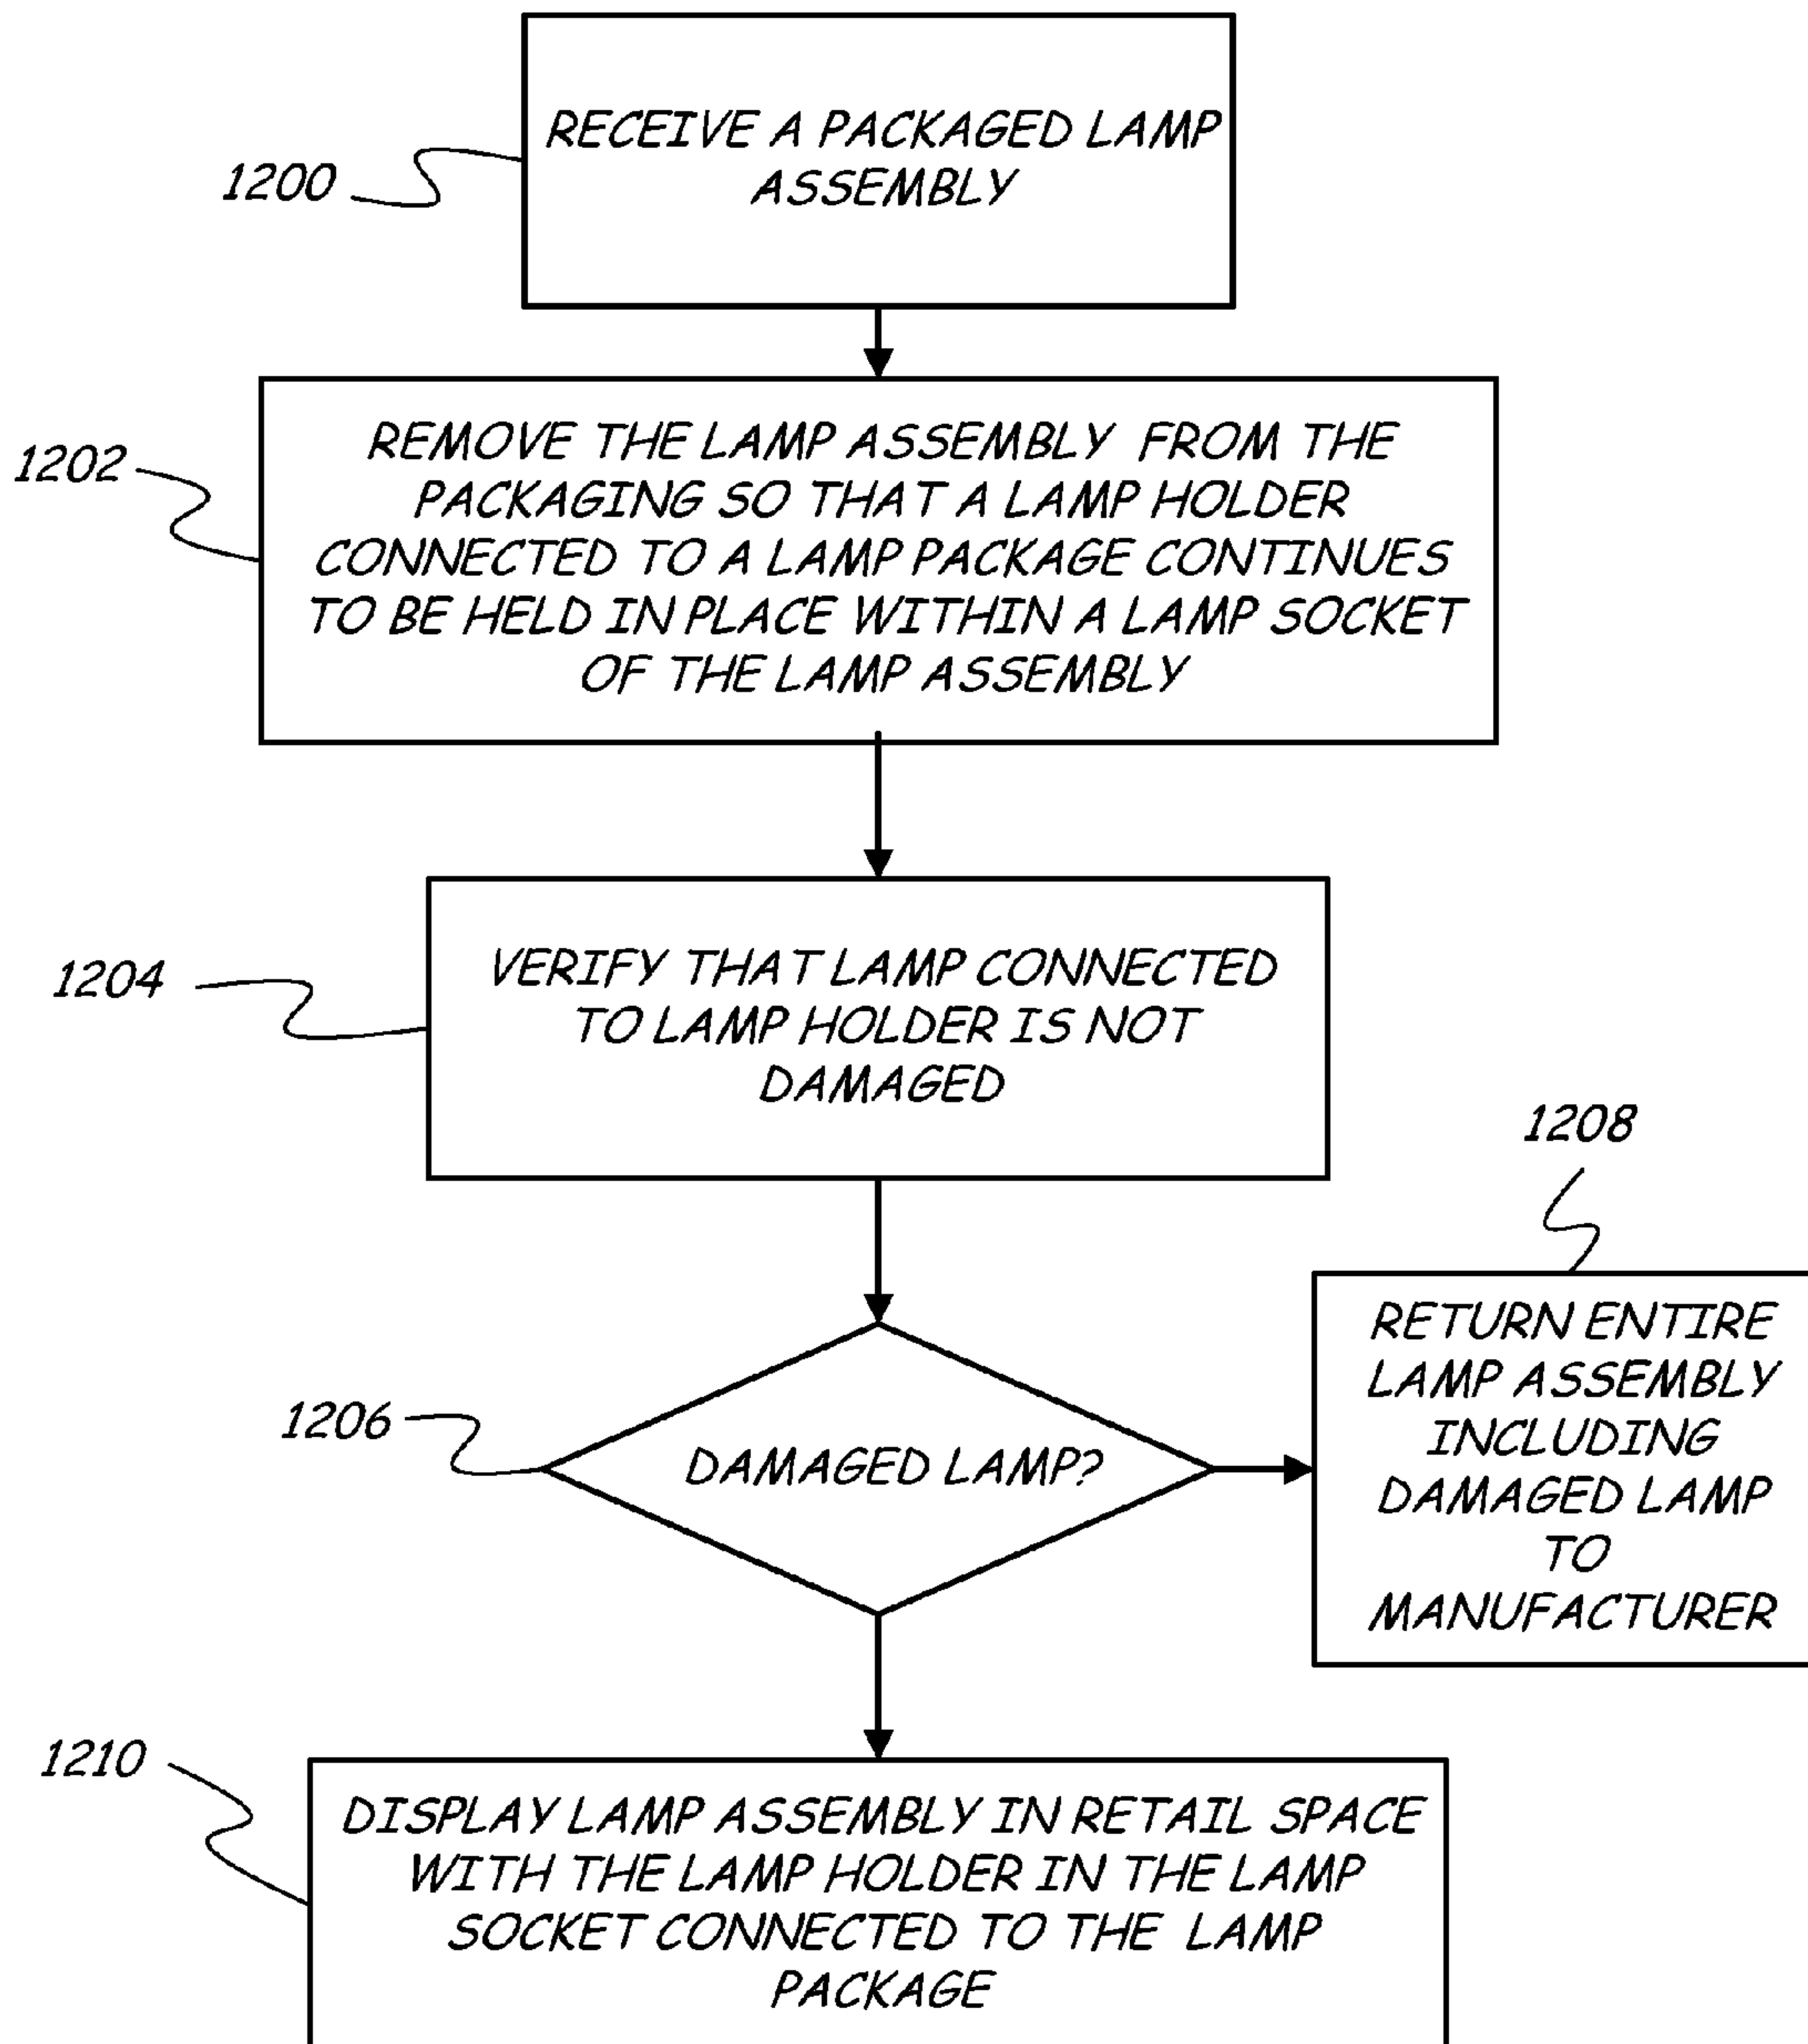 RECEIVE A PACKAGED LAMP
ASSEMBLY
1200
REMOVE THE LAMP ASSEMBLY FROM THE
PACKAGING SO THAT A LAMP HOLDER
CONNECTED TO A LAMP PACKAGE CONTINUES
TO BE HELD IN PLACE WITHIN A LAMP SOCKET
OF THE LAMP ASSEMBLY
1202
VERIFY THAT LAMP CONNECTED
TO LAMP HOLDER IS NOT
DAMAGED
1204
1208
RETURN ENTIRE
LAMP ASSEMBLY
INCLUDING
DAMAGED LAMP
TO
MANUFACTURER
1206
DAMAGED LAMP?
1210
DISPLAY LAMP ASSEMBLY IN RETAIL SPACE
WITH THE LAMP HOLDER IN THE LAMP
SOCKET CONNECTED TO THE LAMP
PACKAGE